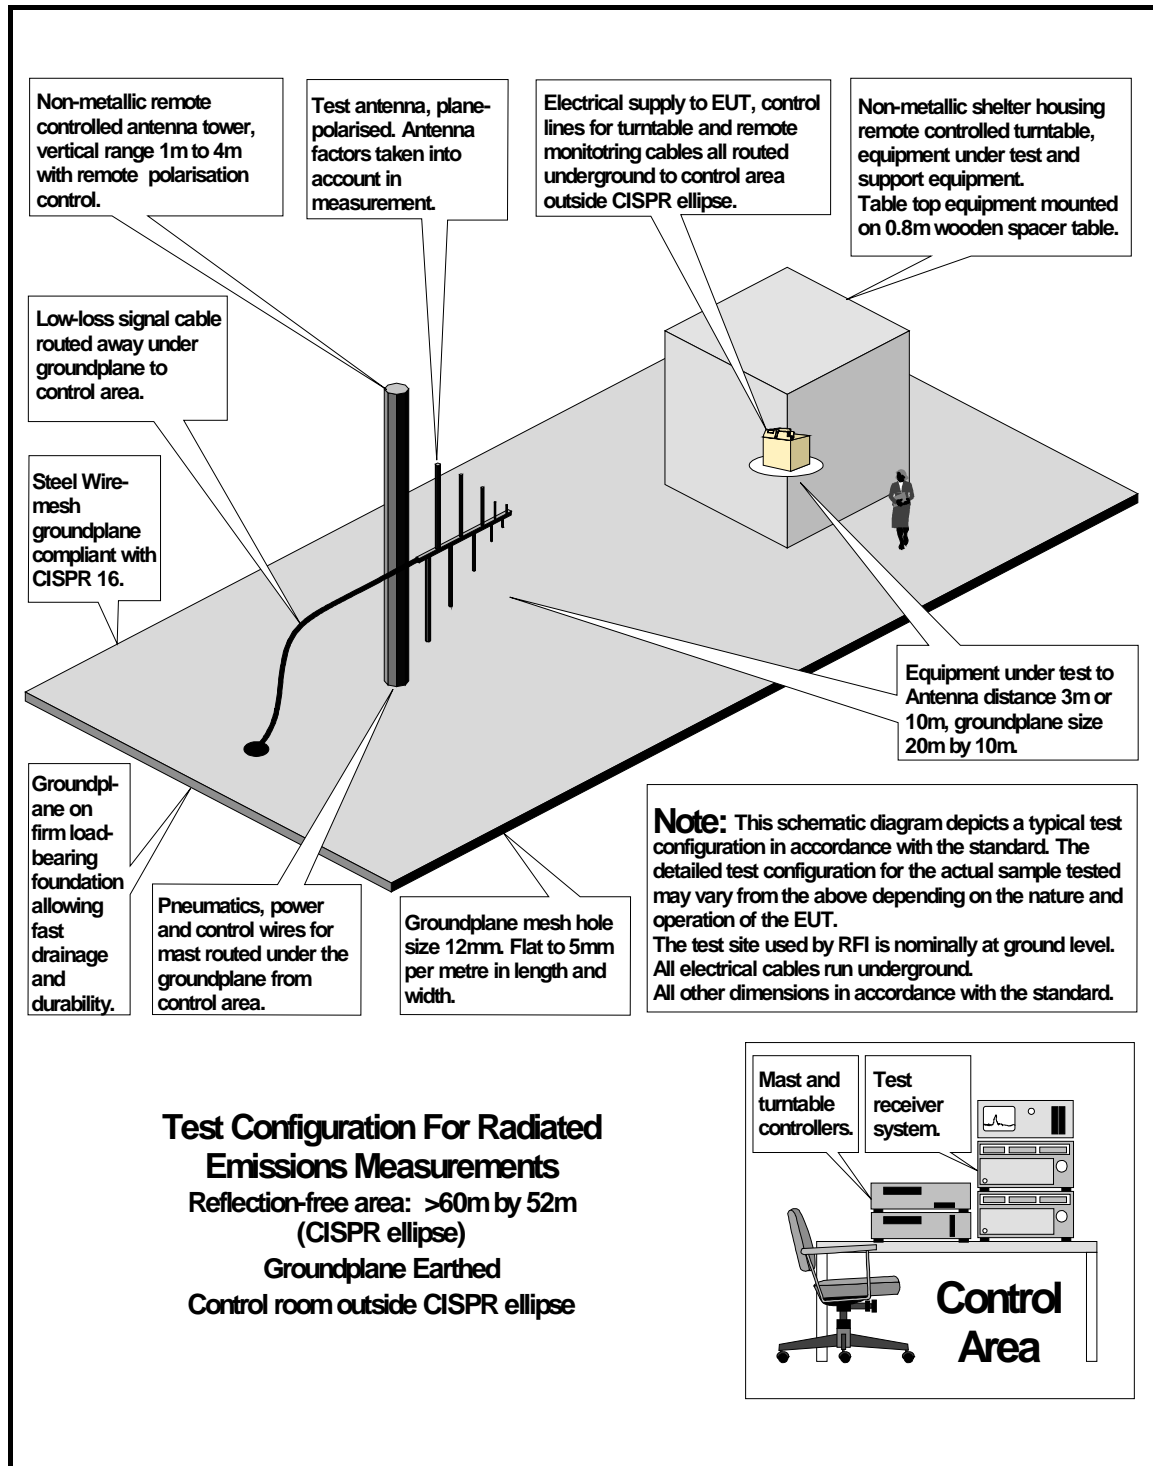 Non-metallic remote
controlled antenna tower,
vertical range 1m to 4m
with remote polarisation
control.
Test antenna, plane-
polarised. Antenna
factors taken into
account in
measurement.
Electrical supply to EUT, control
lines for turntable and remote
monitotring cables all routed
underground to control area
outside CISPR ellipse.
Non-metallic shelter housing
remote controlled turntable,
equipment under test and
support equipment.
Table top equipment mounted
on 0.8m wooden spacer table.
Low-loss signal cable
routed away under
groundplane to
control area.
Steel Wire-
mesh
groundplane
compliant with
CISPR 16.
Equipment under test to
Antenna distance 3m or
10m, groundplane size
20m by 10m.
Groundpl-
ane on
firm load-
bearing
foundation
allowing
fast
drainage
and
durability.
Pneumatics, power
and control wires for
mast routed under the
groundplane from
control area.
Groundplane mesh hole
size 12mm. Flat to 5mm
per metre in length and
width.
Note: This schematic diagram depicts a typical test
configuration in accordance with the standard. The
detailed test configuration for the actual sample tested
may vary from the above depending on the nature and
operation of the EUT.
The test site used by RFI is nominally at ground level.
All electrical cables run underground.
All other dimensions in accordance with the standard.
Test Configuration For Radiated
Emissions Measurements
Reflection-free area: >60m by 52m
(CISPR ellipse)
Groundplane Earthed
Control room outside CISPR ellipse
Mast and
turntable
controllers.
Test
receiver
system.
Control
Area